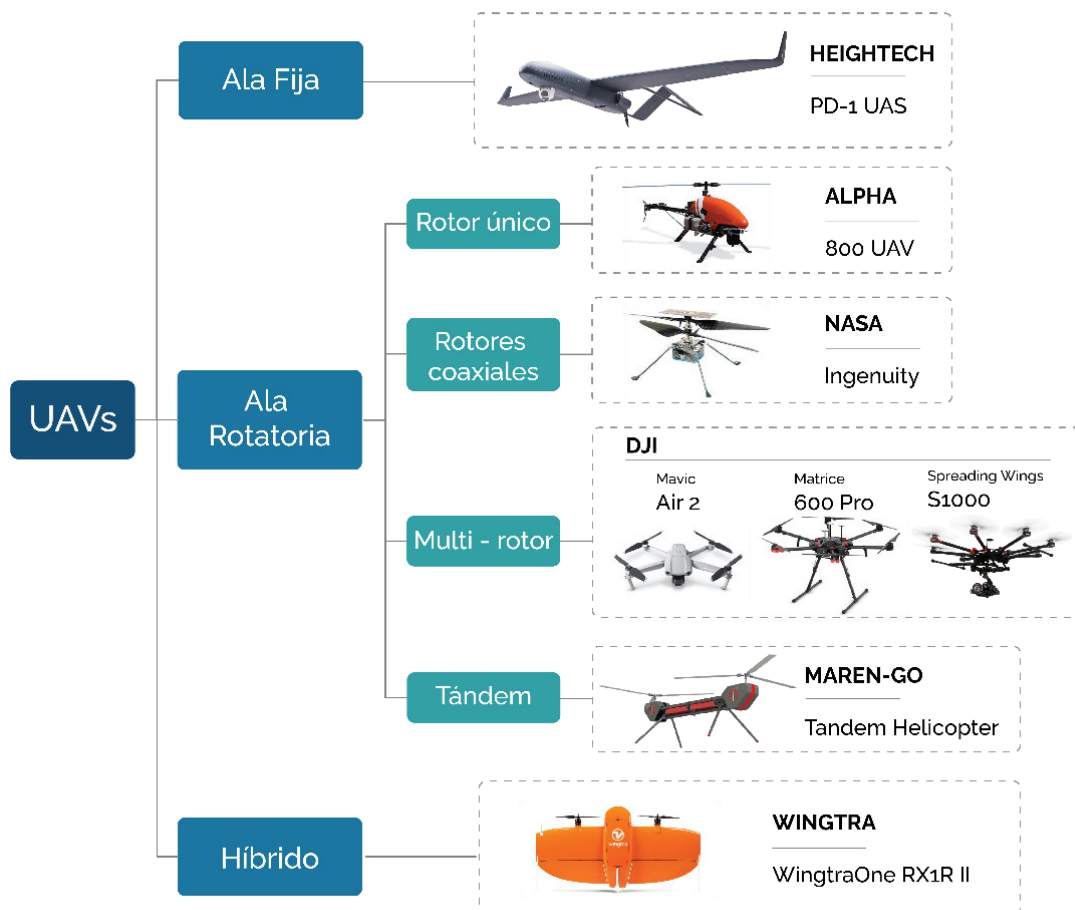 UAVs
Ala Fija
HEIGHTECH
PD-1 UAS
Ala
Rotatoria
Rotor único
ALPHA
800 UAV
Rotores
coaxiales
NASA
Ingenuity
Multi - rotor
DJI
Mavic
Air 2
Matrice
600 Pro
Spreading Wings
S1000
Tándem
MAREN-GO
Tandem Helicopter
Híbrido
wingtra
WINGTRA
WingtraOne RX1R II